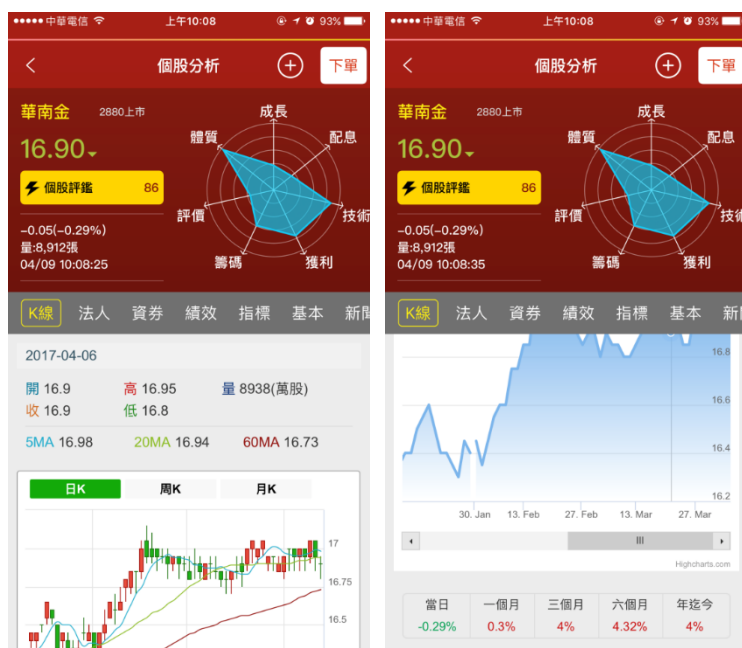 中華電信 上午10:08 93%
個股分析 下單
華南金 2880上市
16.90
個股評鑑 86
-0.05(-0.29%)
量:8,912張
04/09 10:08:25
成長
配息
技術
獲利
籌碼
評價
體質
K線 法人 資券 績效 指標 基本 新聞
2017-04-06
開 16.9 高 16.95 量 8938(萬股)
收 16.9 低 16.8
5MA 16.98 20MA 16.94 60MA 16.73
日K 周K 月K
17
16.75
16.5
中華電信 上午10:08 93%
個股分析 下單
華南金 2880上市
16.90
個股評鑑 86
-0.05(-0.29%)
量:8,912張
04/09 10:08:35
成長
配息
技術
獲利
籌碼
評價
體質
K線 法人 資券 績效 指標 基本
16.8
16.6
16.4
16.2
30. Jan 13. Feb 27. Feb 13. Mar 27. Mar
Highcharts.com
當日 一個月 三個月 六個月 年迄今
-0.29% 0.3% 4% 4.32% 4%